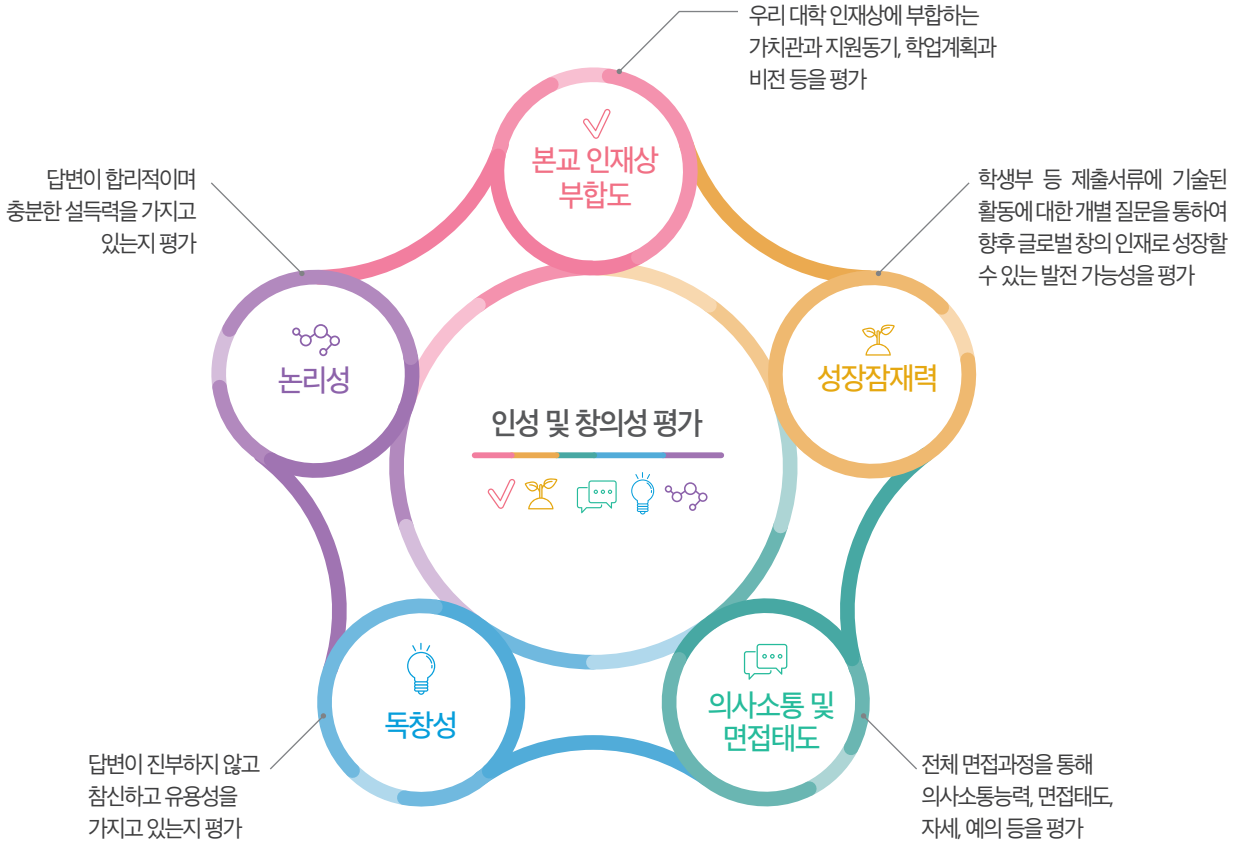 우리 대학 인재상에 부합하는
가치관과 지원동기, 학업계획과
비전 등을 평가
본교 인재상
부합도
답변이 합리적이며
충분한 설득력을 가지고
있는지 평가
학생부 등 제출서류에 기술된
활동에 대한 개별 질문을 통하여
향후 글로벌 창의 인재로 성장할
수 있는 발전 가능성을 평가
논리성
성장잠재력
인성 및 창의성 평가
독창성
의사소통 및
면접태도
답변이 진부하지 않고
참신하고 유용성을
가지고 있는지 평가
전체 면접과정을 통해
의사소통능력, 면접태도,
자세, 예의 등을 평가